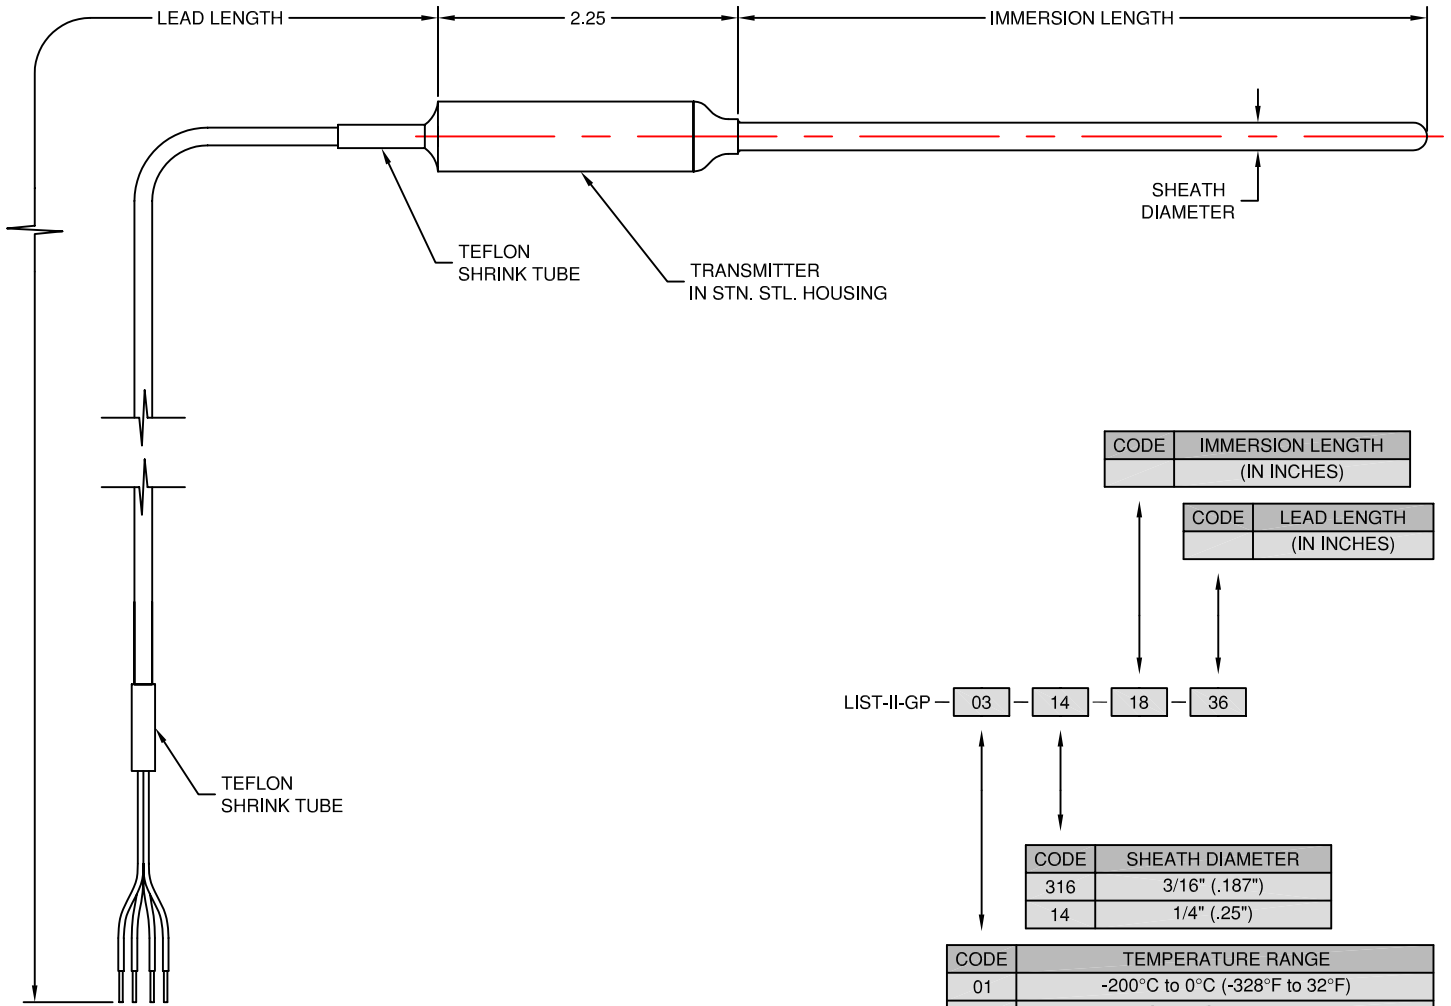 LEAD LENGTH
2.25
IMMERSION LENGTH
SHEATH
DIAMETER
TEFLON
SHRINK TUBE
TRANSMITTER
IN STN. STL. HOUSING
CODE IMMERSION LENGTH
(IN INCHES)
CODE LEAD LENGTH
(IN INCHES)
LIST-II-GP — 03 — 14 — 18 — 36
TEFLON
SHRINK TUBE
CODE SHEATH DIAMETER
316 3/16" (.187")
14 1/4" (.25")
CODE TEMPERATURE RANGE
01 -200°C to 0°C (-328°F to 32°F)